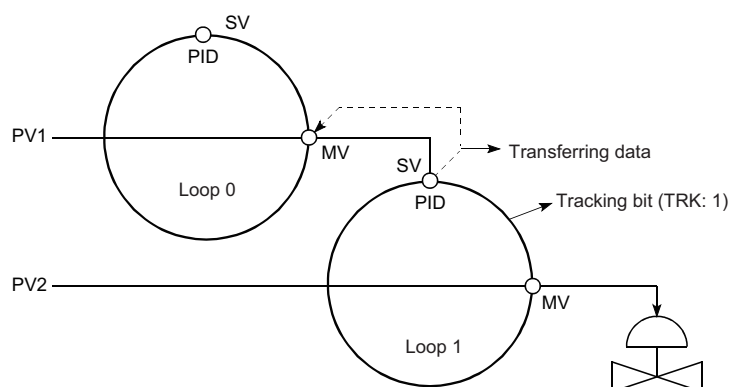 SV
PID
PV1
MV
Transferring data
SV
Loop 0
Tracking bit (TRK: 1)
PID
PV2
MV
Loop 1